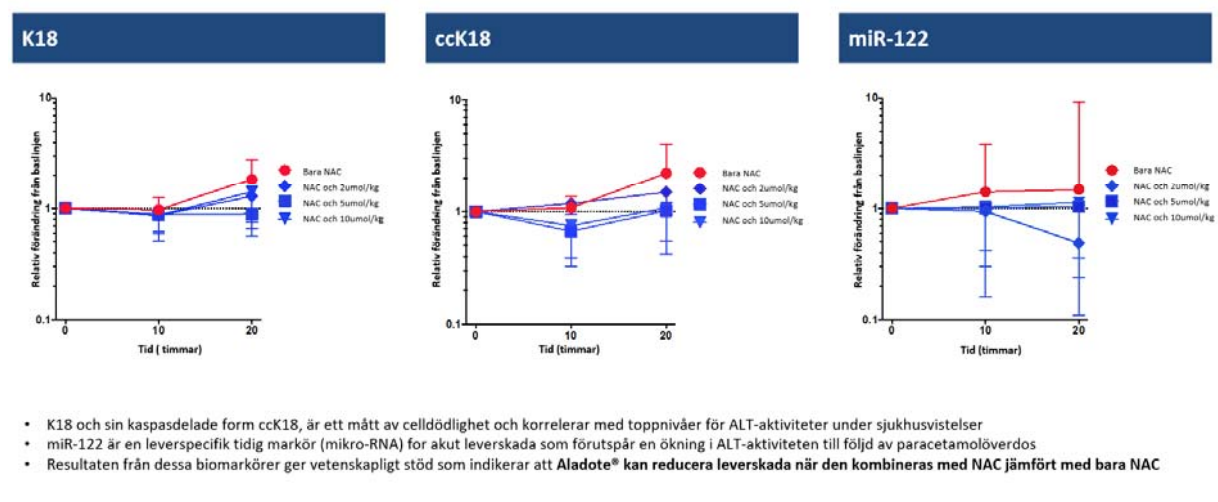 K18
ccK18
miR-122
Relativ förändring från baslinjen
10
1
0.1
0
10
20
Tid ( timmar)
Bara NAC
NAC och 2umol/kg
NAC och 5umol/kg
NAC och 10umol/kg
Relativ förändring från baslinjen
10
1
0.1
0
10
20
Tid (timmar)
Bara NAC
NAC och 2umol/kg
NAC och 5umol/kg
NAC och 10umol/kg
Relativ förändring från baslinjen
10
1
0.1
0
10
20
Tid (timmar)
Bara NAC
NAC och 2umol/kg
NAC och 5umol/kg
NAC och 10umol/kg
• K18 och sin kaspasdelade form ccK18, är ett mått av celldödlighet och korrelerar med toppnivåer för ALT-aktiviteter under sjukhusvistelser
• miR-122 är en leverspecifik tidig markör (mikro-RNA) for akut leverskada som förutspår en ökning i ALT-aktiviteten till följd av paracetamolöverdos
• Resultaten från dessa biomarkörer ger vetenskapligt stöd som indikerar att Aladote® kan reducera leverskada när den kombineras med NAC jämfört med bara NAC